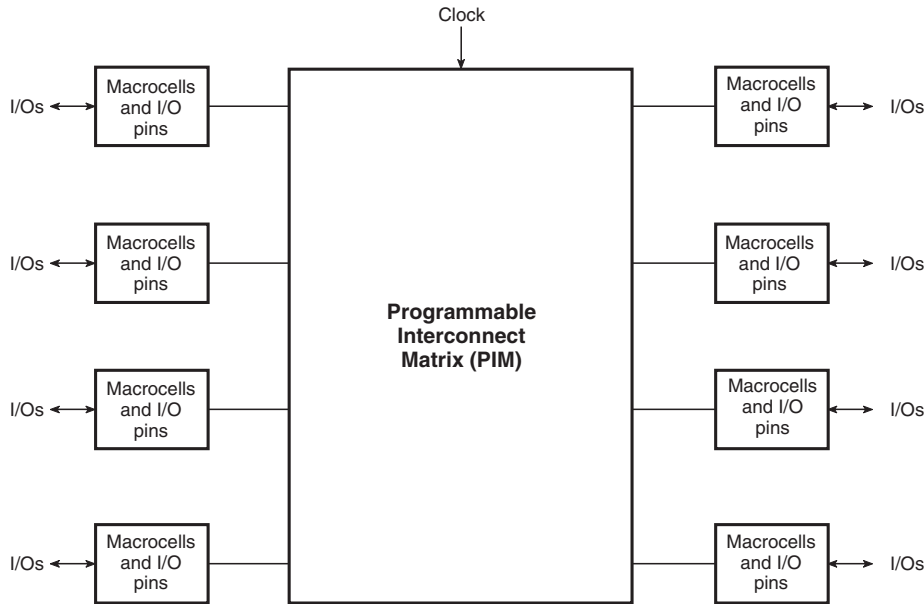 Clock
I/Os
Macrocells
and I/O
pins
Macrocells
and I/O
pins
I/Os
I/Os
Macrocells
and I/O
pins
Macrocells
and I/O
pins
I/Os
Programmable
Interconnect
Matrix (PIM)
I/Os
Macrocells
and I/O
pins
Macrocells
and I/O
pins
I/Os
I/Os
Macrocells
and I/O
pins
Macrocells
and I/O
pins
I/Os